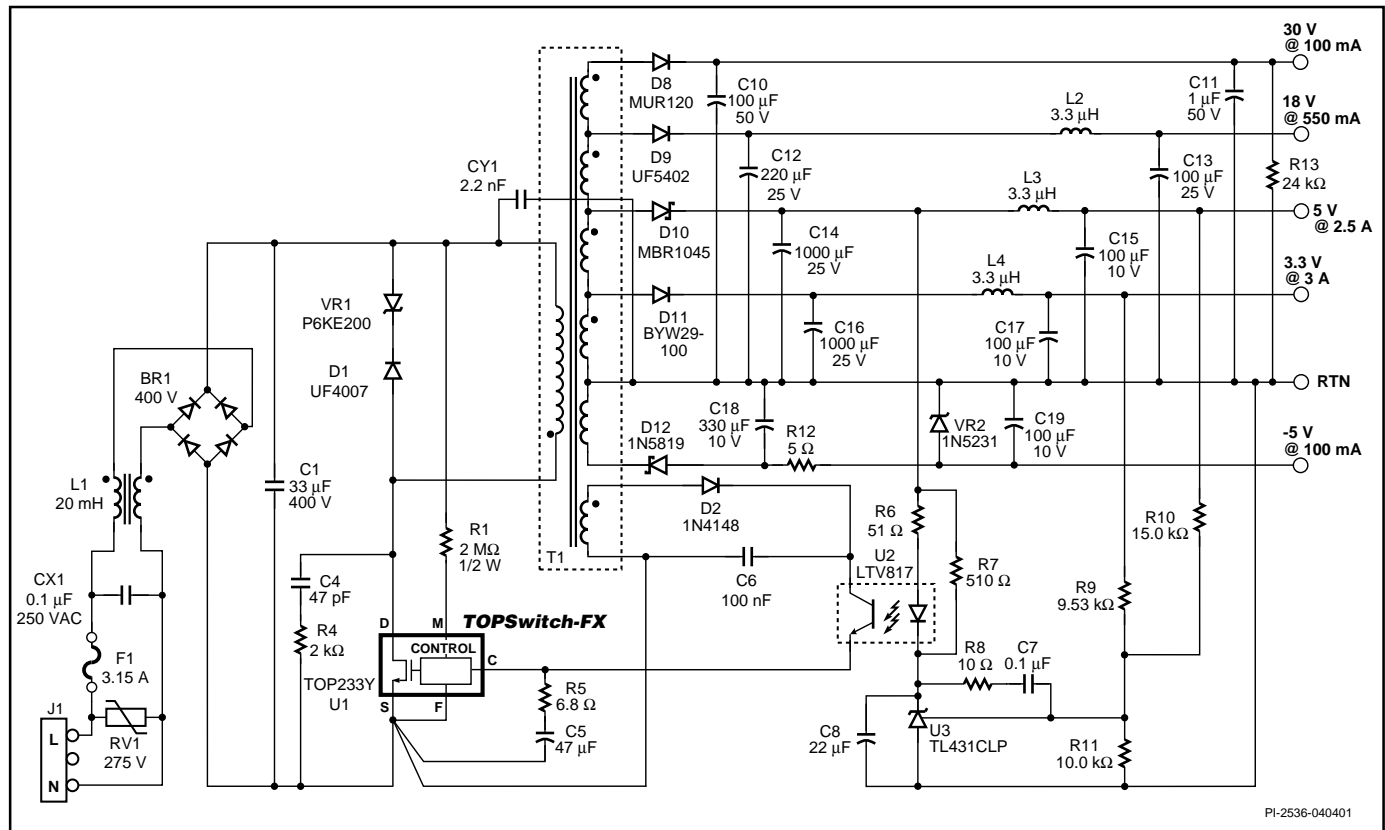 30 V
@ 100 mA
D8
MUR120
C10
100 µF
50 V
C11
1 µF
50 V
L2
3.3 µH
18 V
@ 550 mA
D9
UF5402
C12
220 µF
25 V
C13
100 µF
25 V
R13
24 kΩ
CY1
2.2 nF
L3
3.3 µH
5 V
@ 2.5 A
D10
MBR1045
C14
1000 µF
25 V
C15
100 µF
10 V
L4
3.3 µH
3.3 V
@ 3 A
VR1
P6KE200
D11
BYW29-
100
C16
1000 µF
25 V
C17
100 µF
10 V
D1
UF4007
BR1
400 V
RTN
C18
330 µF
10 V
D12
1N5819
R12
5 Ω
VR2
1N5231
C19
100 µF
10 V
-5 V
@ 100 mA
L1
20 mH
C1
33 µF
400 V
D2
1N4148
R6
51 Ω
R10
15.0 kΩ
R1
2 MΩ
1/2 W
T1
U2
LTV817
R7
510 Ω
CX1
0.1 µF
250 VAC
C4
47 pF
C6
100 nF
R9
9.53 kΩ
R4
2 kΩ
D
M
TOPSwitch-FX
CONTROL
C
TOP233Y
U1
S
F
F1
3.15 A
R8
10 Ω
C7
0.1 µF
R5
6.8 Ω
C5
47 µF
J1
L
N
RV1
275 V
C8
22 µF
U3
TL431CLP
R11
10.0 kΩ
PI-2536-040401